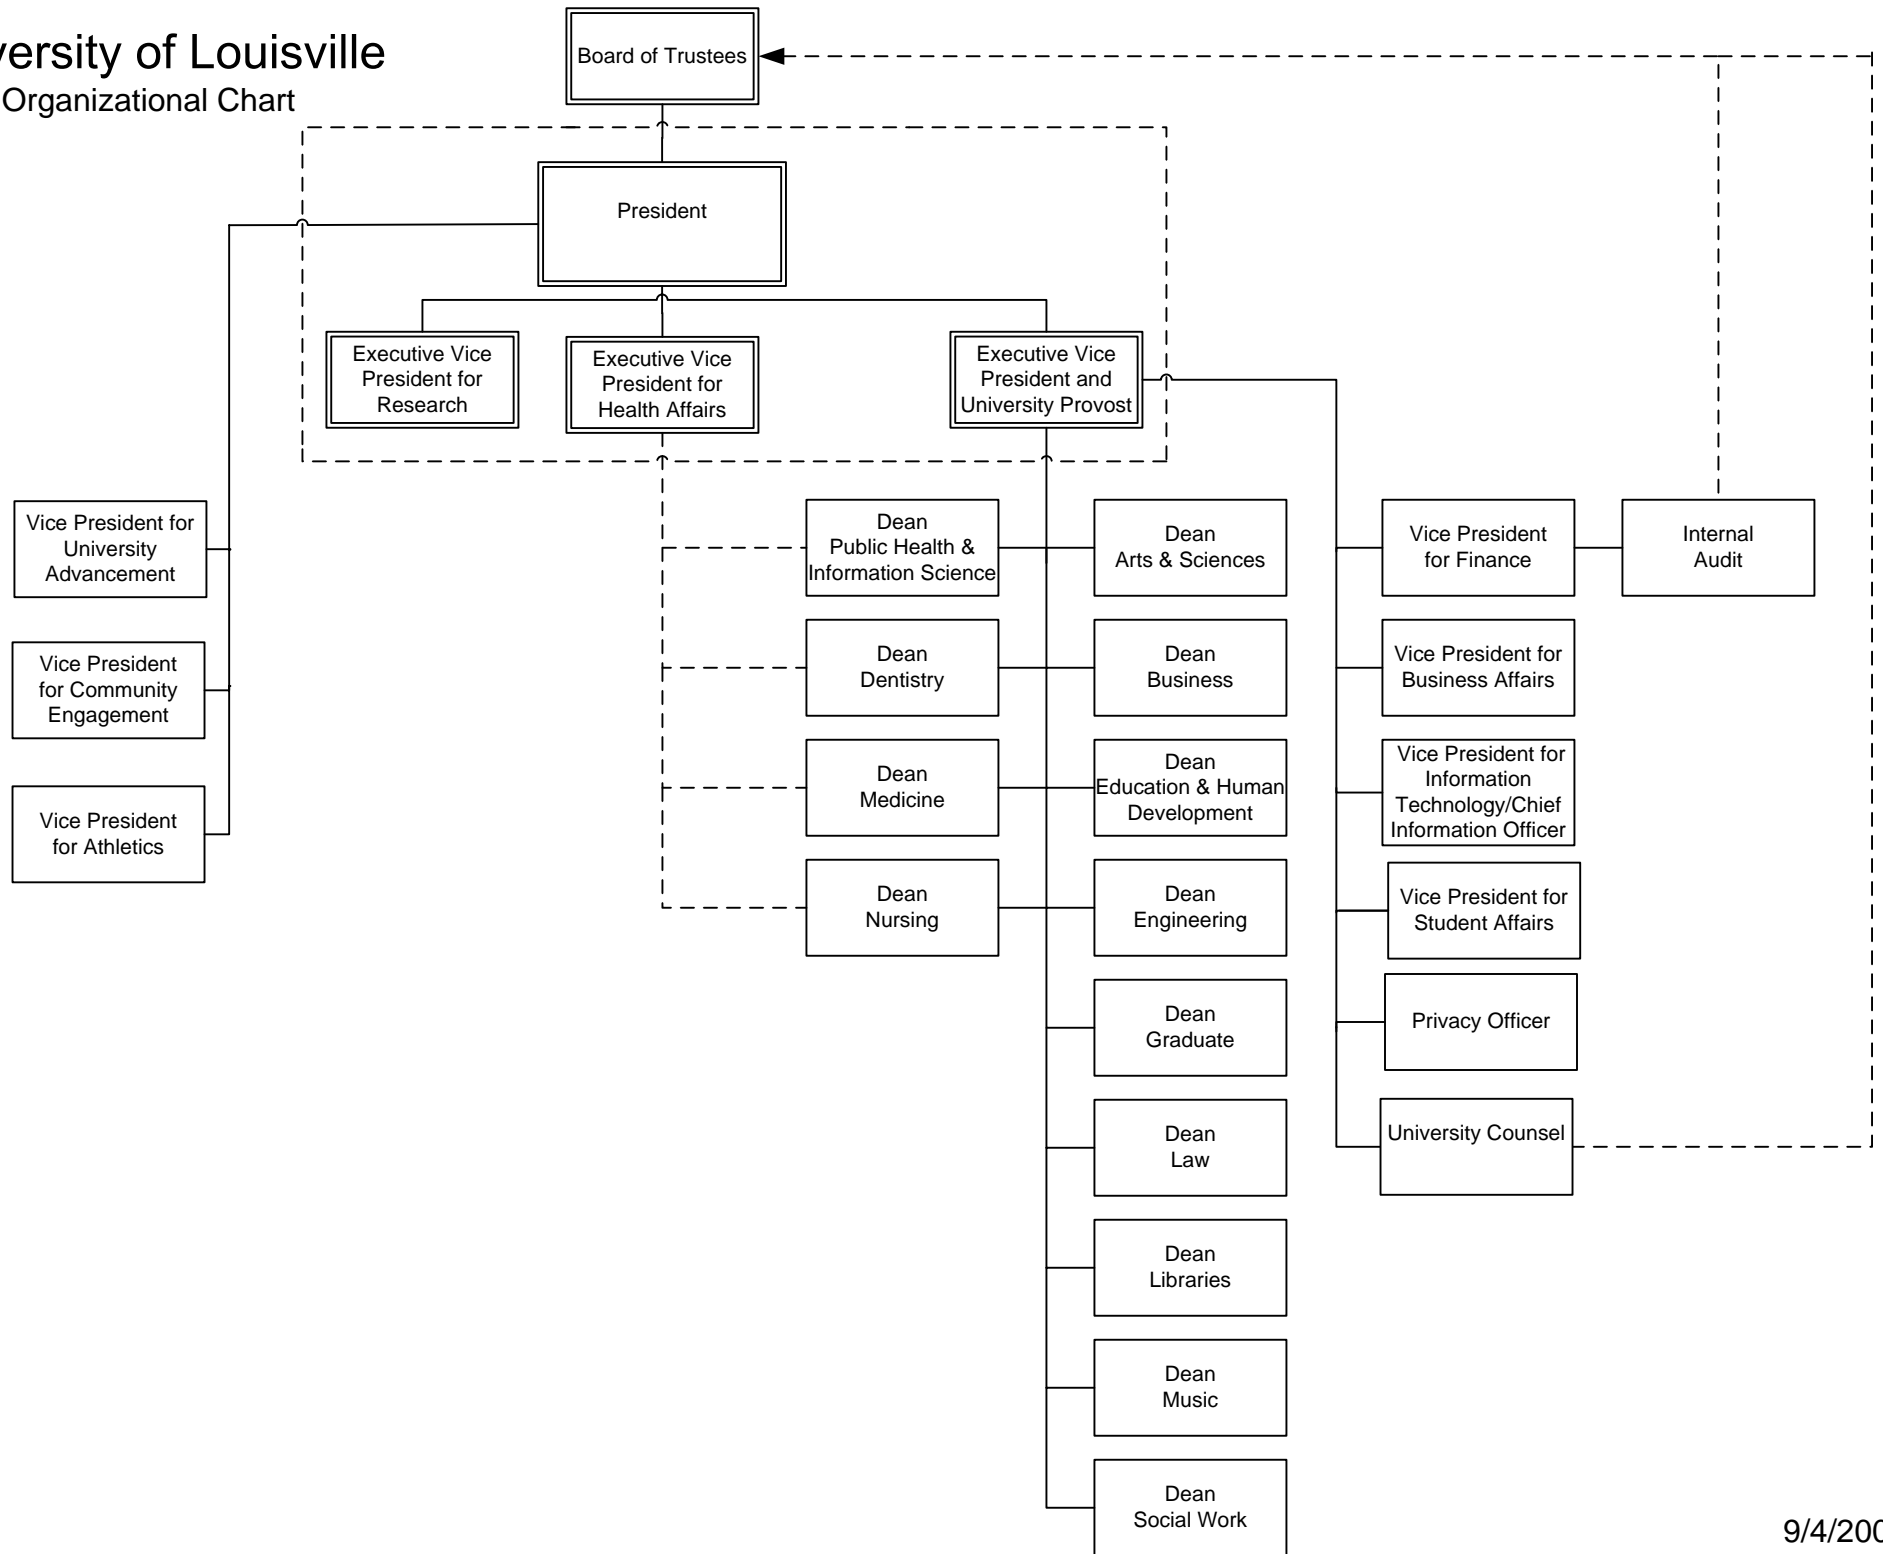 versity of Louisville
Organizational Chart
Board of Trustees
President
Executive Vice
President for
Research
Executive Vice
President for
Health Affairs
Executive Vice
President and
University Provost
Vice President for
University
Advancement
Vice President
for Community
Engagement
Vice President
for Athletics
Dean
Public Health &
Information Science
Dean
Dentistry
Dean
Medicine
Dean
Nursing
Dean
Arts & Sciences
Dean
Business
Dean
Education & Human
Development
Dean
Engineering
Dean
Graduate
Dean
Law
Dean
Libraries
Dean
Music
Dean
Social Work
Vice President
for Finance
Vice President for
Business Affairs
Vice President for
Information
Technology/Chief
Information Officer
Vice President for
Student Affairs
Privacy Officer
University Counsel
Internal
Audit
9/4/200